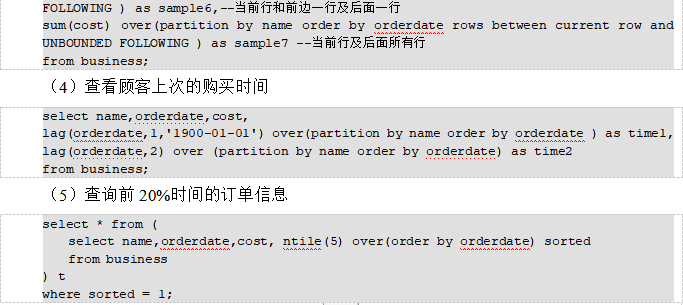 FOLLOWING ) as sample6,--当前行和前边一行及后面一行
sum(cost) over(partition by name order by orderdate rows between current row and
UNBOUNDED FOLLOWING ) as sample7 --当前行及后面所有行
from business;
（4）查看顾客上次的购买时间
select name,orderdate,cost,
lag(orderdate,1,'1900-01-01') over(partition by name order by orderdate ) as time1,
lag(orderdate,2) over (partition by name order by orderdate) as time2
from business;
（5）查询前 20%时间的订单信息
select * from (
select name,orderdate,cost, ntile(5) over(order by orderdate) sorted
from business
) t
where sorted = 1;